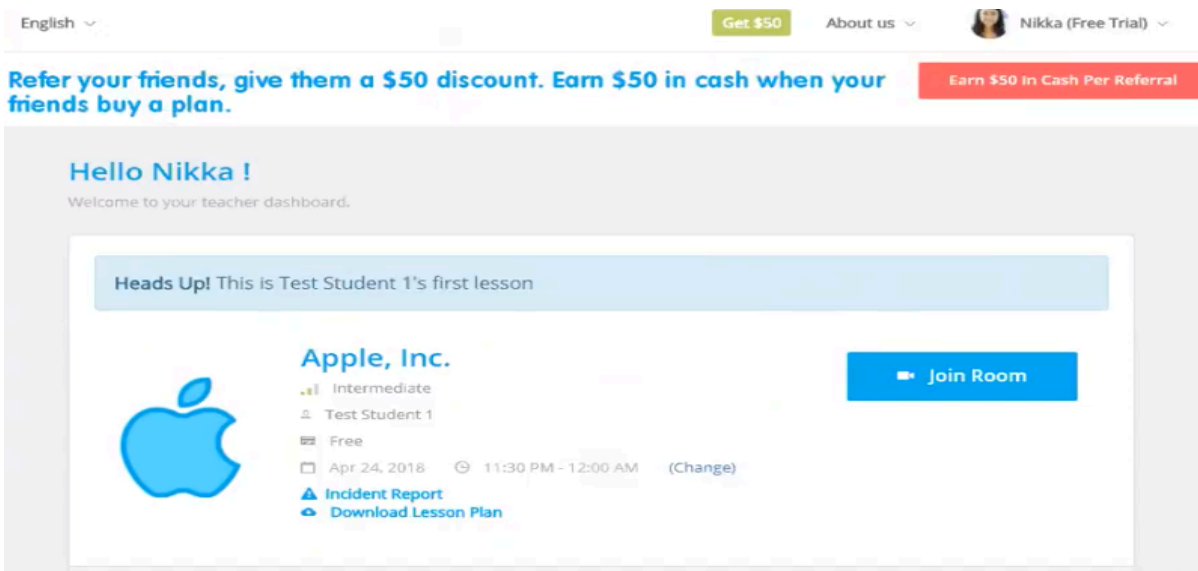 English
Get $50
About us
Nikka (Free Trial)
Refer your friends, give them a $50 discount. Earn $50 in cash when your
friends buy a plan.
Earn $50 In Cash Per Referral
Hello Nikka !
Welcome to your teacher dashboard.
Heads Up! This is Test Student 1's first lesson
Apple, Inc.
Intermediate
Join Room
Test Student 1
Free
Apr 24, 2018 11:30 PM - 12:00 AM (Change)
Incident Report
Download Lesson Plan